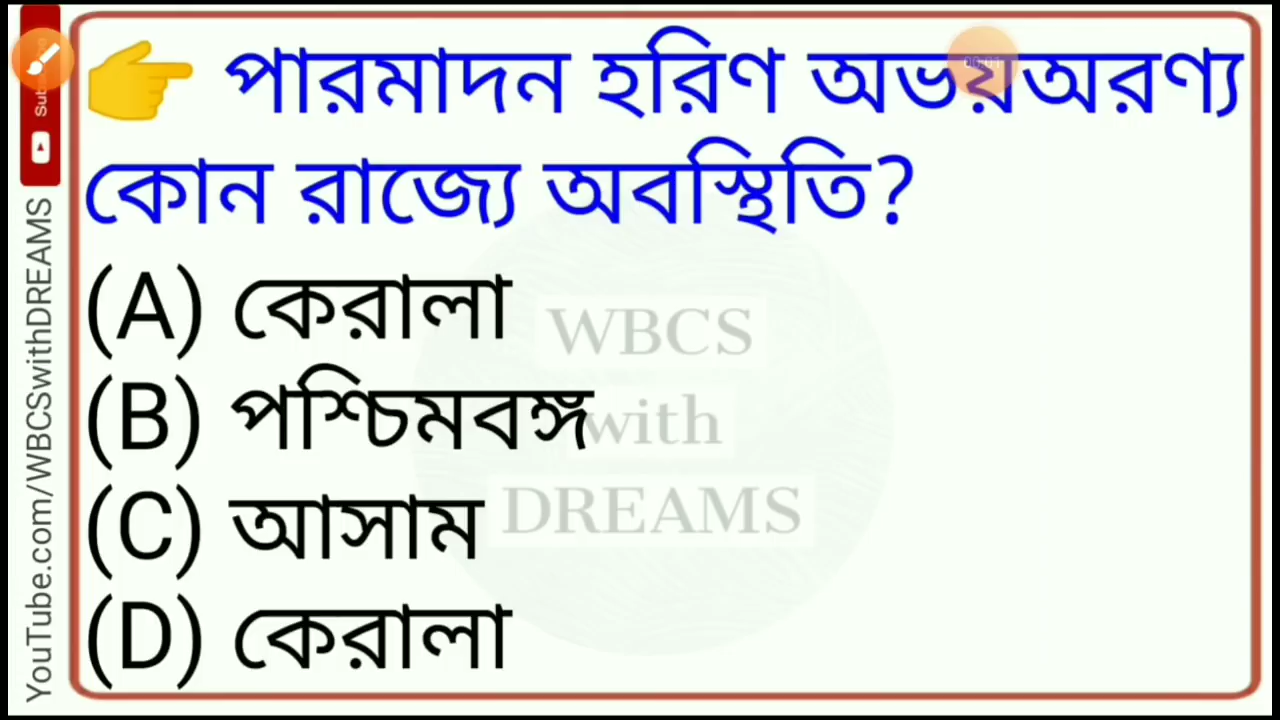 পারমাদন হরিণ অভয়অরণ্য
কোন রাজ্যে অবস্থিতি?
(A) কেরালা
(B) পশ্চিমবঙ্গ
(C) আসাম
(D) কেরালা
WBCS
with
DREAMS
YouTube.com/WBCSwithDREAMS